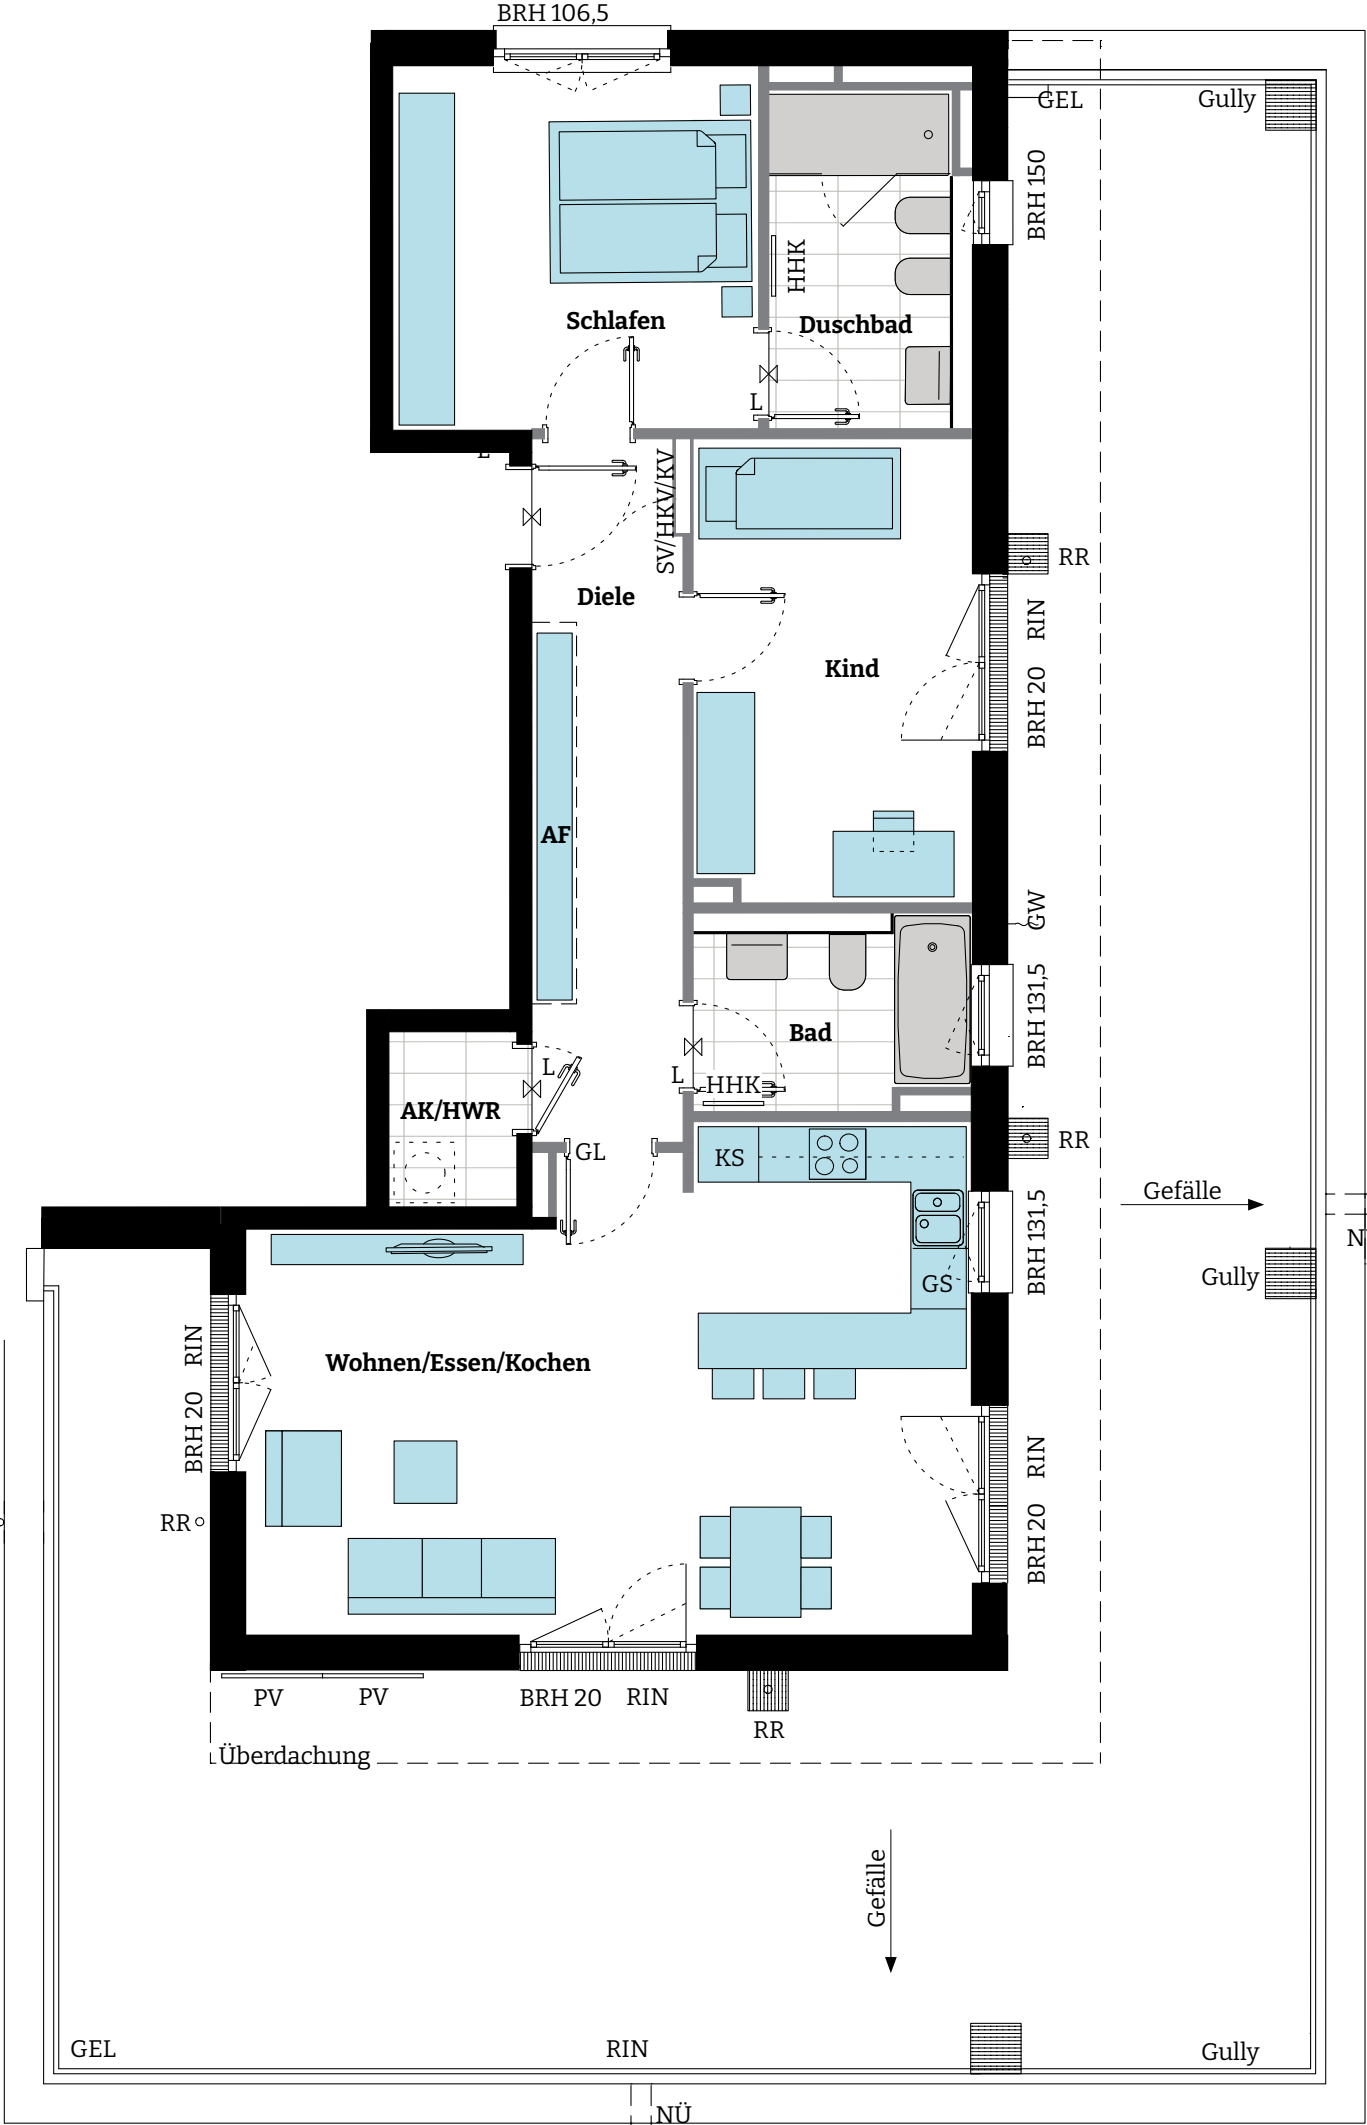 BRH 106,5
GEL
Gully
BRH 150
HHK
Schlafen
Duschbad
L
L
SV/HKV/KV
RR
Diele
RIN
Kind
BRH 20
AF
GW
BRH 131,5
Bad
L
L
HHK
AK/HWR
GL
KS
RR
Gefälle
BRH 131,5
N
Gully
GS
RIN
Wohnen/Essen/Kochen
BRH 20
RIN
RR
BRH 20
PV
PV
BRH 20
RIN
RR
Überdachung
Gefälle
GEL
RIN
Gully
NÜ